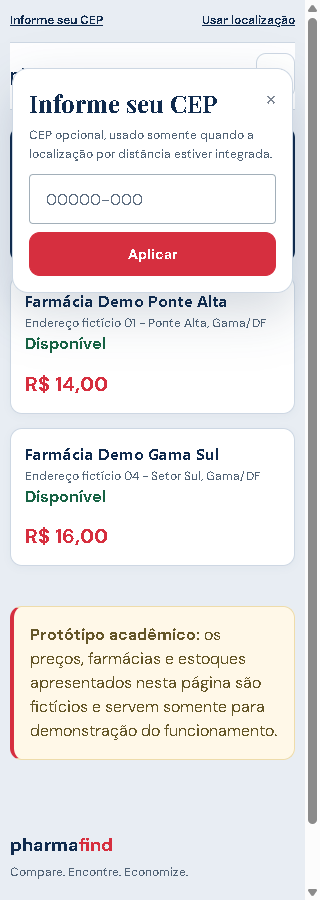 Informe seu CEP
Usar localização
Informe seu CEP
×
CEP opcional, usado somente quando a
localização por distância estiver integrada.
00000-000
Aplicar
Farmácia Demo Ponte Alta
Endereço fictício 01 - Ponte Alta, Gama/DF
Disponível
R$ 14,00
Farmácia Demo Gama Sul
Endereço fictício 04 - Setor Sul, Gama/DF
Disponível
R$ 16,00
Protótipo acadêmico: os
preços, farmácias e estoques
apresentados nesta página são
fictícios e servem somente para
demonstração do funcionamento.
pharmafind
Compare. Encontre. Economize.